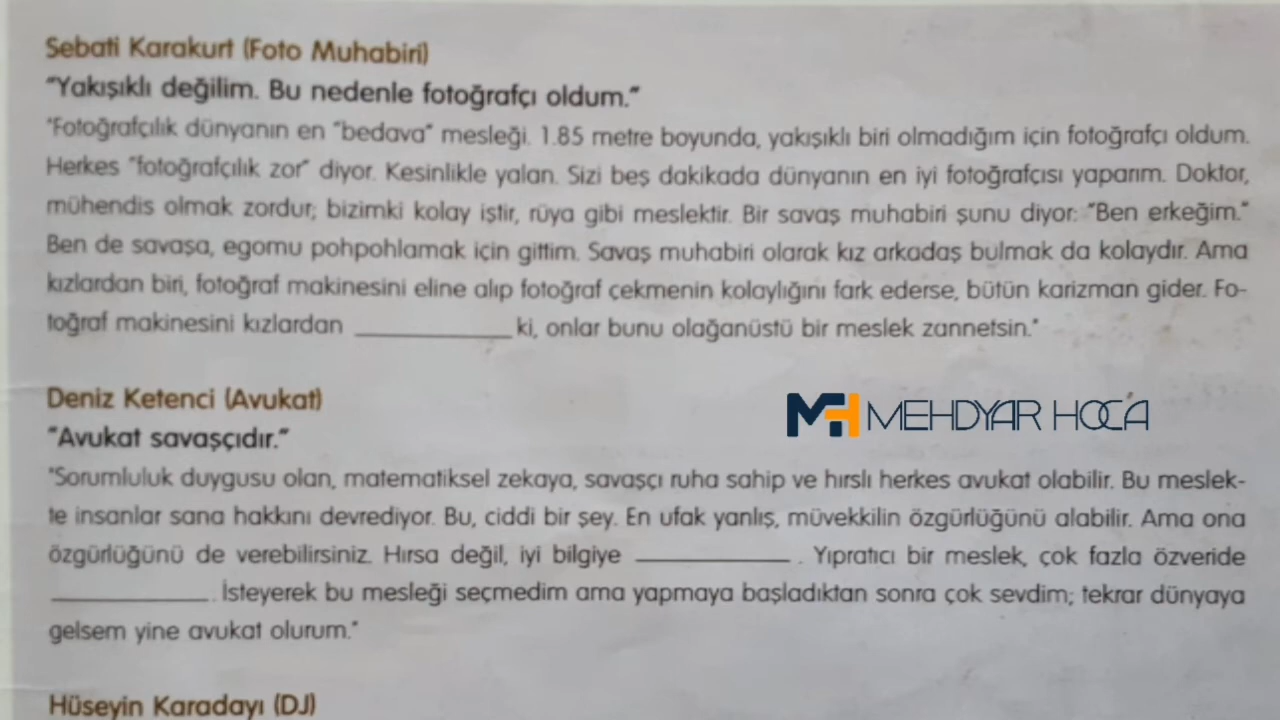 Sebati Karakurt (Foto Muhabiri)
"Yakışıklı değilim. Bu nedenle fotoğrafçı oldum."
"Fotoğrafçılık dünyanın en "bedava" mesleği. 1.85 metre boyunda, yakışıklı biri olmadığım için fotoğrafçı oldum.
Herkes "fotoğrafçılık zor" diyor. Kesinlikle yalan. Sizi beş dakikada dünyanın en iyi fotoğrafçısı yaparım. Doktor,
mühendis olmak zordur; bizimki kolay iştir, rüya gibi meslektir. Bir savaş muhabiri şunu diyor: "Ben erkeğim."
Ben de savaşa, egomu pohpohlamak için gittim. Savaş muhabiri olarak kız arkadaş bulmak da kolaydır. Ama
kızlardan biri, fotoğraf makinesini eline alıp fotoğraf çekmenin kolaylığını fark ederse, bütün karizman gider. Fo-
toğraf makinesini kızlardan ____________ ki, onlar bunu olağanüstü bir meslek zannetsin."
Deniz Ketenci (Avukat)
MH MEHDYAR HOCA
"Avukat savaşçıdır."
"Sorumluluk duygusu olan, matematiksel zekaya, savaşçı ruha sahip ve hırslı herkes avukat olabilir. Bu meslek-
te insanlar sana hakkını devrediyor. Bu, ciddi bir şey. En ufak yanlış, müvekkilin özgürlüğünü alabilir. Ama ona
özgürlüğünü de verebilirsiniz. Hırsa değil, iyi bilgiye ____________ . Yıpratıcı bir meslek, çok fazla özveride
____________. İsteyerek bu mesleği seçmedim ama yapmaya başladıktan sonra çok sevdim; tekrar dünyaya
gelsem yine avukat olurum."
Hüseyin Karadayı (DJ)